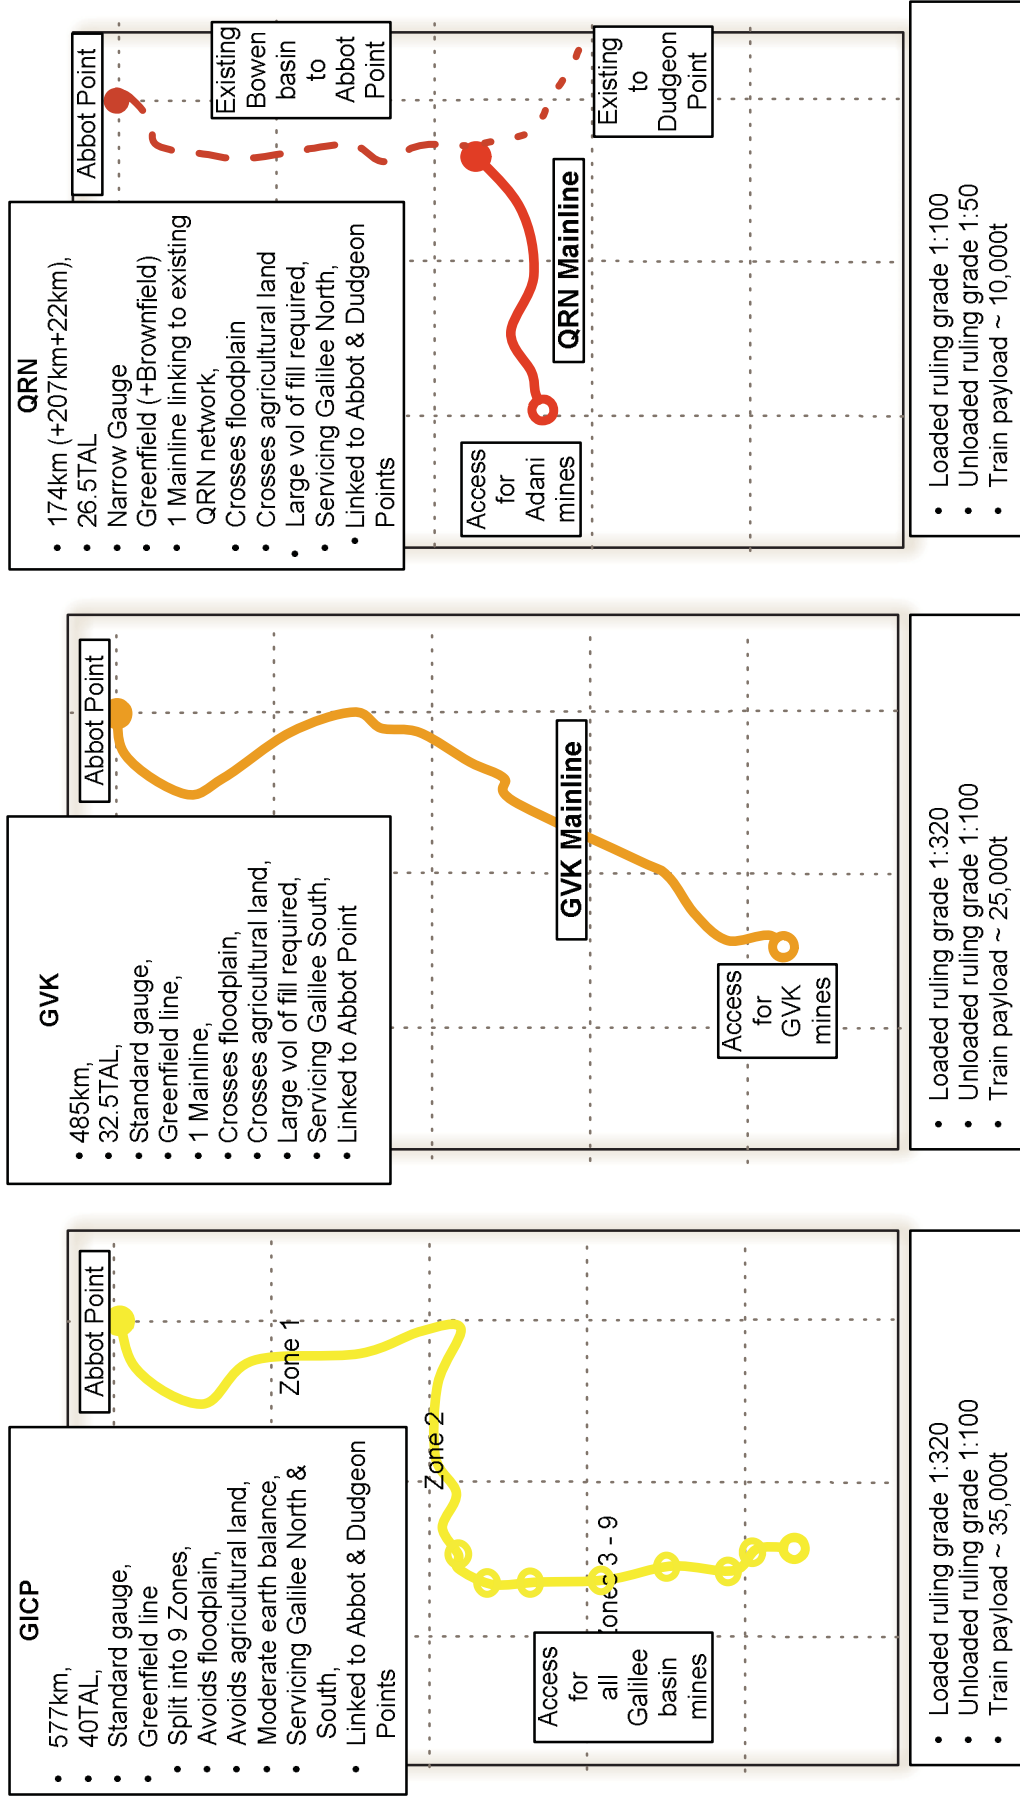 GICP
• 577km,
• 40TAL,
• Standard gauge,
• Greenfield line
• Split into 9 Zones,
• Avoids floodplain,
• Avoids agricultural land,
• Moderate earth balance,
• Servicing Galilee North &
South,
• Linked to Abbot & Dudgeon
Points
Abbot Point
Zone 1
Zone 2
Zones 3 - 9
Access
for
all
Galilee
basin
mines
• Loaded ruling grade 1:320
• Unloaded ruling grade 1:100
• Train payload ~ 35,000t
GVK
• 485km,
• 32.5TAL,
• Standard gauge,
• Greenfield line,
• 1 Mainline,
• Crosses floodplain,
• Crosses agricultural land,
• Large vol of fill required,
• Servicing Galilee South,
• Linked to Abbot Point
Abbot Point
GVK Mainline
Access
for
GVK
mines
• Loaded ruling grade 1:320
• Unloaded ruling grade 1:100
• Train payload ~ 25,000t
QRN
• 174km (+207km+22km),
• 26.5TAL
• Narrow Gauge
• Greenfield (+Brownfield)
• 1 Mainline linking to existing
QRN network,
• Crosses floodplain
• Crosses agricultural land
• Large vol of fill required,
• Servicing Galilee North,
• Linked to Abbot & Dudgeon
Points
Abbot Point
Existing
Bowen
basin
to
Abbot
Point
Existing
to
Dudgeon
Point
QRN Mainline
Access
for
Adani
mines
• Loaded ruling grade 1:100
• Unloaded ruling grade 1:50
• Train payload ~ 10,000t